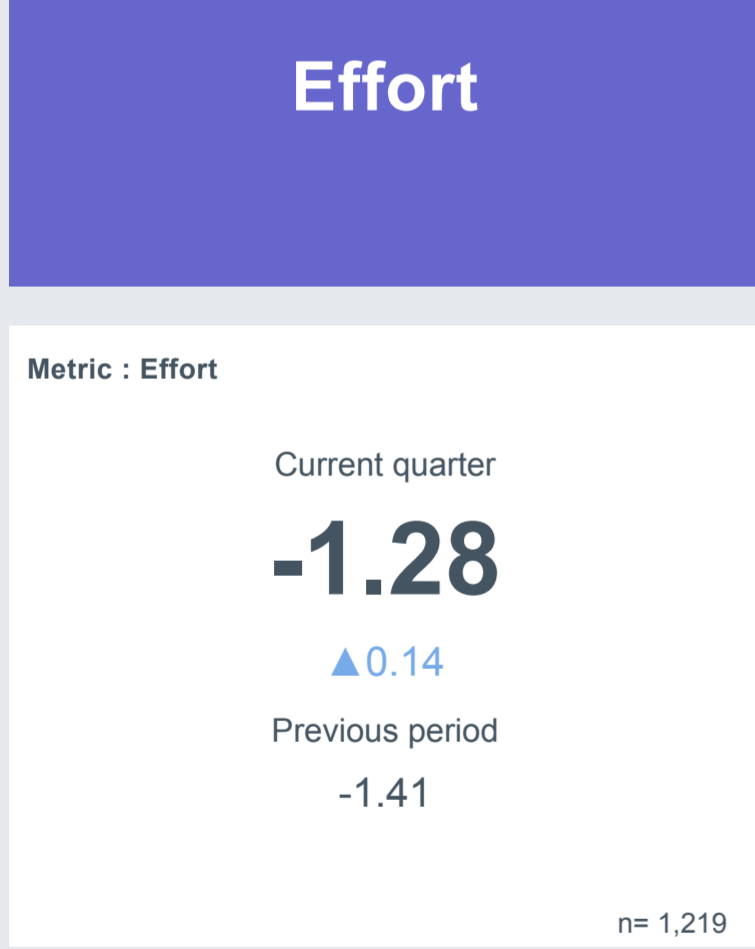 Effort
Metric : Effort
Current quarter
-1.28
▲0.14
Previous period
-1.41
n= 1,219